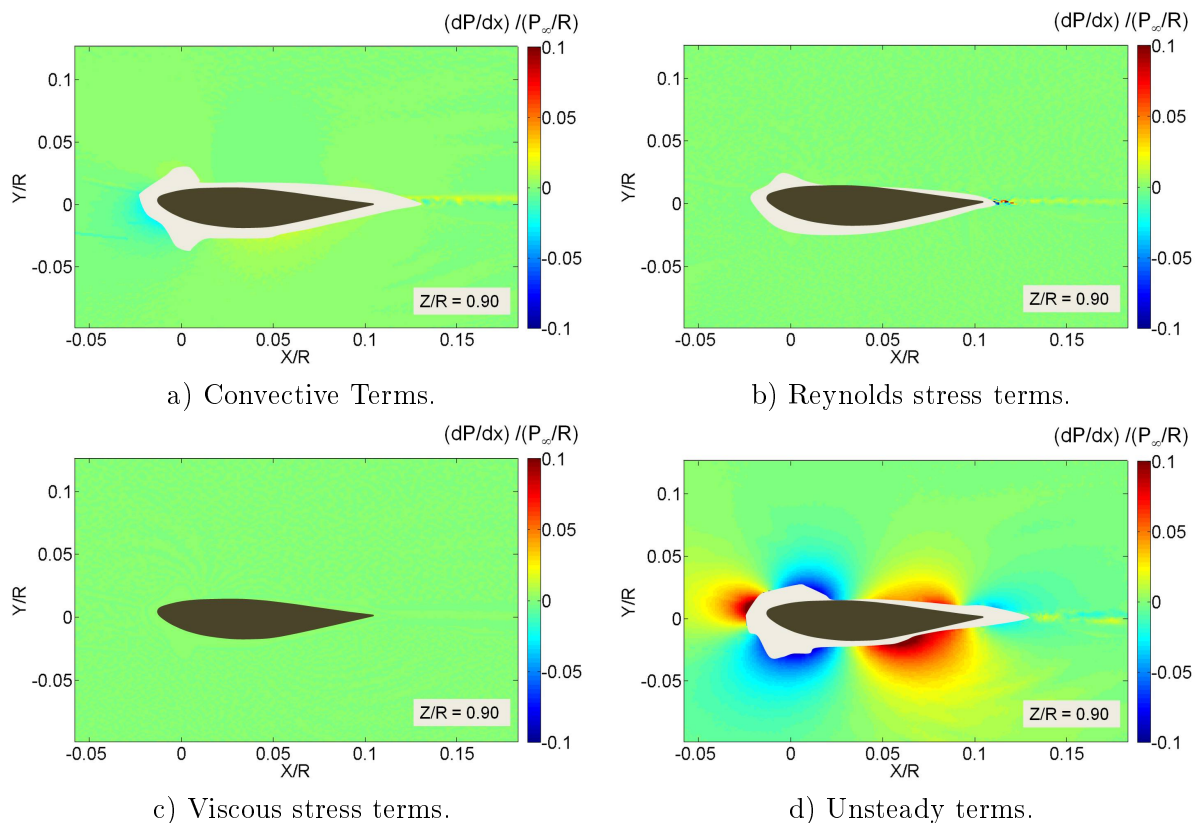 (dP/dx) /(P∞/R)
0.1
0.05
0
-0.05
-0.1
0.1
0.05
0
-0.05
Y/R
Z/R = 0.90
-0.05 0 0.05 0.1 0.15
X/R
a) Convective Terms.
(dP/dx) /(P∞/R)
0.1
0.05
0
-0.05
-0.1
0.1
0.05
0
-0.05
Y/R
Z/R = 0.90
-0.05 0 0.05 0.1 0.15
X/R
b) Reynolds stress terms.
(dP/dx) /(P∞/R)
0.1
0.05
0
-0.05
-0.1
0.1
0.05
0
-0.05
Y/R
Z/R = 0.90
-0.05 0 0.05 0.1 0.15
X/R
c) Viscous stress terms.
(dP/dx) /(P∞/R)
0.1
0.05
0
-0.05
-0.1
0.1
0.05
0
-0.05
Y/R
Z/R = 0.90
-0.05 0 0.05 0.1 0.15
X/R
d) Unsteady terms.